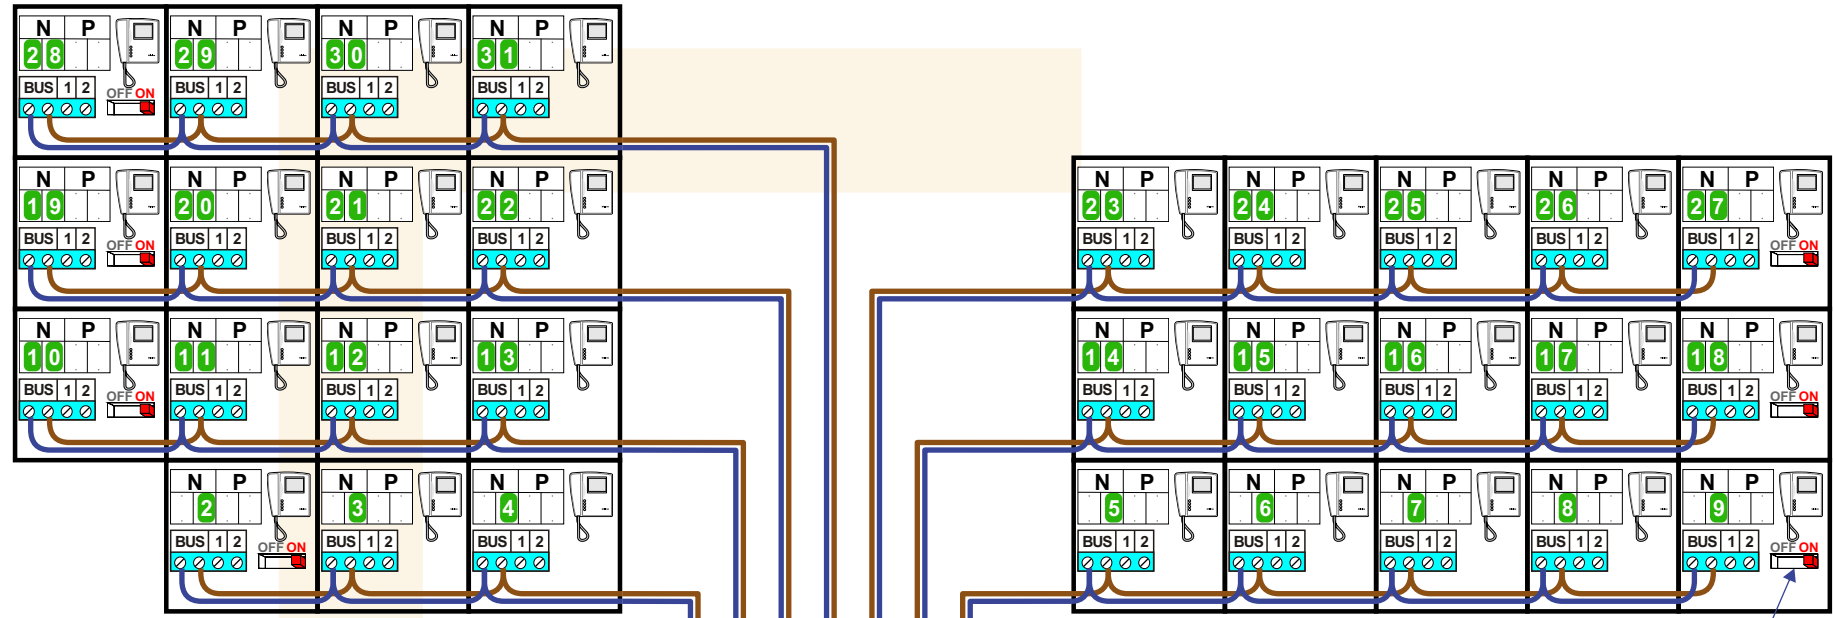 N P N P N P N P
28 29 30 31
BUS 1 2 OFF ON BUS 1 2 BUS 1 2 BUS 1 2
N P N P N P N P N P N P N P N P N P
19 20 21 22 23 24 25 26 27
BUS 1 2 OFF ON BUS 1 2 BUS 1 2 BUS 1 2 BUS 1 2 BUS 1 2 BUS 1 2 BUS 1 2 BUS 1 2 OFF ON
N P N P N P N P N P N P N P N P N P
10 11 12 13 14 15 16 17 18
BUS 1 2 OFF ON BUS 1 2 BUS 1 2 BUS 1 2 BUS 1 2 BUS 1 2 BUS 1 2 BUS 1 2 BUS 1 2 OFF ON
N P N P N P N P N P N P N P N P
2 3 4 5 6 7 8 9
BUS 1 2 OFF ON BUS 1 2 BUS 1 2 BUS 1 2 BUS 1 2 BUS 1 2 BUS 1 2 BUS 1 2 OFF ON